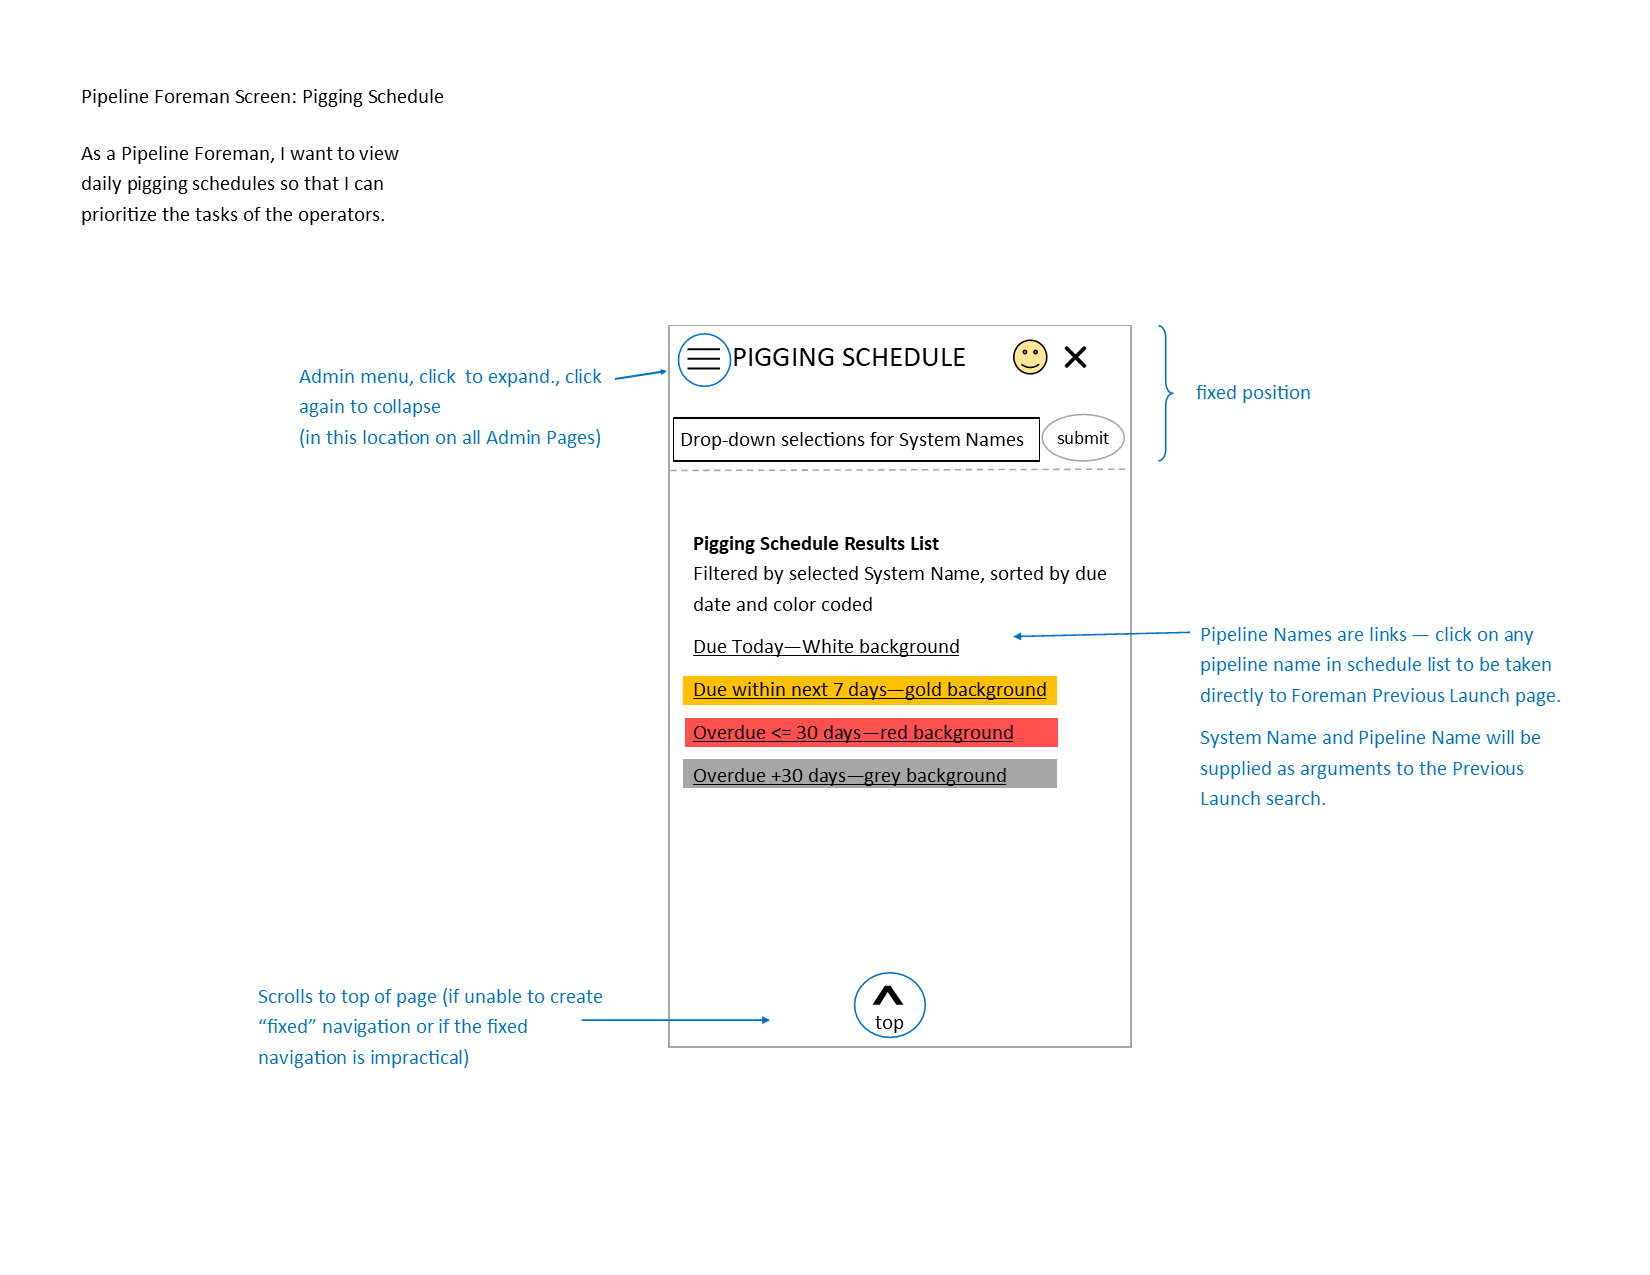 Pipeline Foreman Screen: Pigging Schedule
As a Pipeline Foreman, I want to view
daily pigging schedules so that I can
prioritize the tasks of the operators.
PIGGING SCHEDULE
Admin menu, click  to expand., click
again to collapse
(in this location on all Admin Pages)
fixed position
Drop-down selections for System Names
submit
Pigging Schedule Results List
Filtered by selected System Name, sorted by due
date and color coded
Due Today—White background
Due within next 7 days—gold background
Overdue <= 30 days—red background
Overdue +30 days—grey background
Pipeline Names are links — click on any
pipeline name in schedule list to be taken
directly to Foreman Previous Launch page.
System Name and Pipeline Name will be
supplied as arguments to the Previous
Launch search.
Scrolls to top of page (if unable to create
“fixed” navigation or if the fixed
navigation is impractical)
top